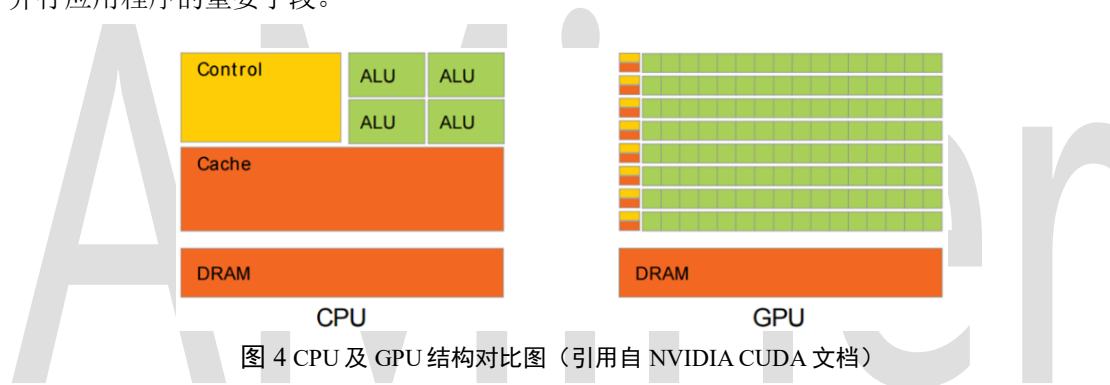 并行应用程序的重要手段。
Control
ALU
ALU
ALU
ALU
Cache
DRAM
DRAM
CPU
GPU
图 4 CPU 及 GPU 结构对比图（引用自 NVIDIA CUDA 文档）
AMiner